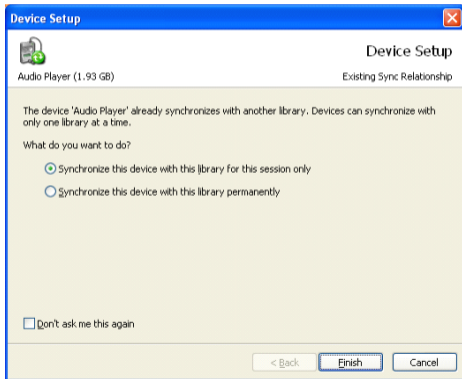 Device Setup
Device Setup
Audio Player (1.93 GB)
Existing Sync Relationship
The device 'Audio Player' already synchronizes with another library. Devices can synchronize with
only one library at a time.
What do you want to do?
Synchronize this device with this library for this session only
Synchronize this device with this library permanently
Don't ask me this again
< Back
Finish
Cancel